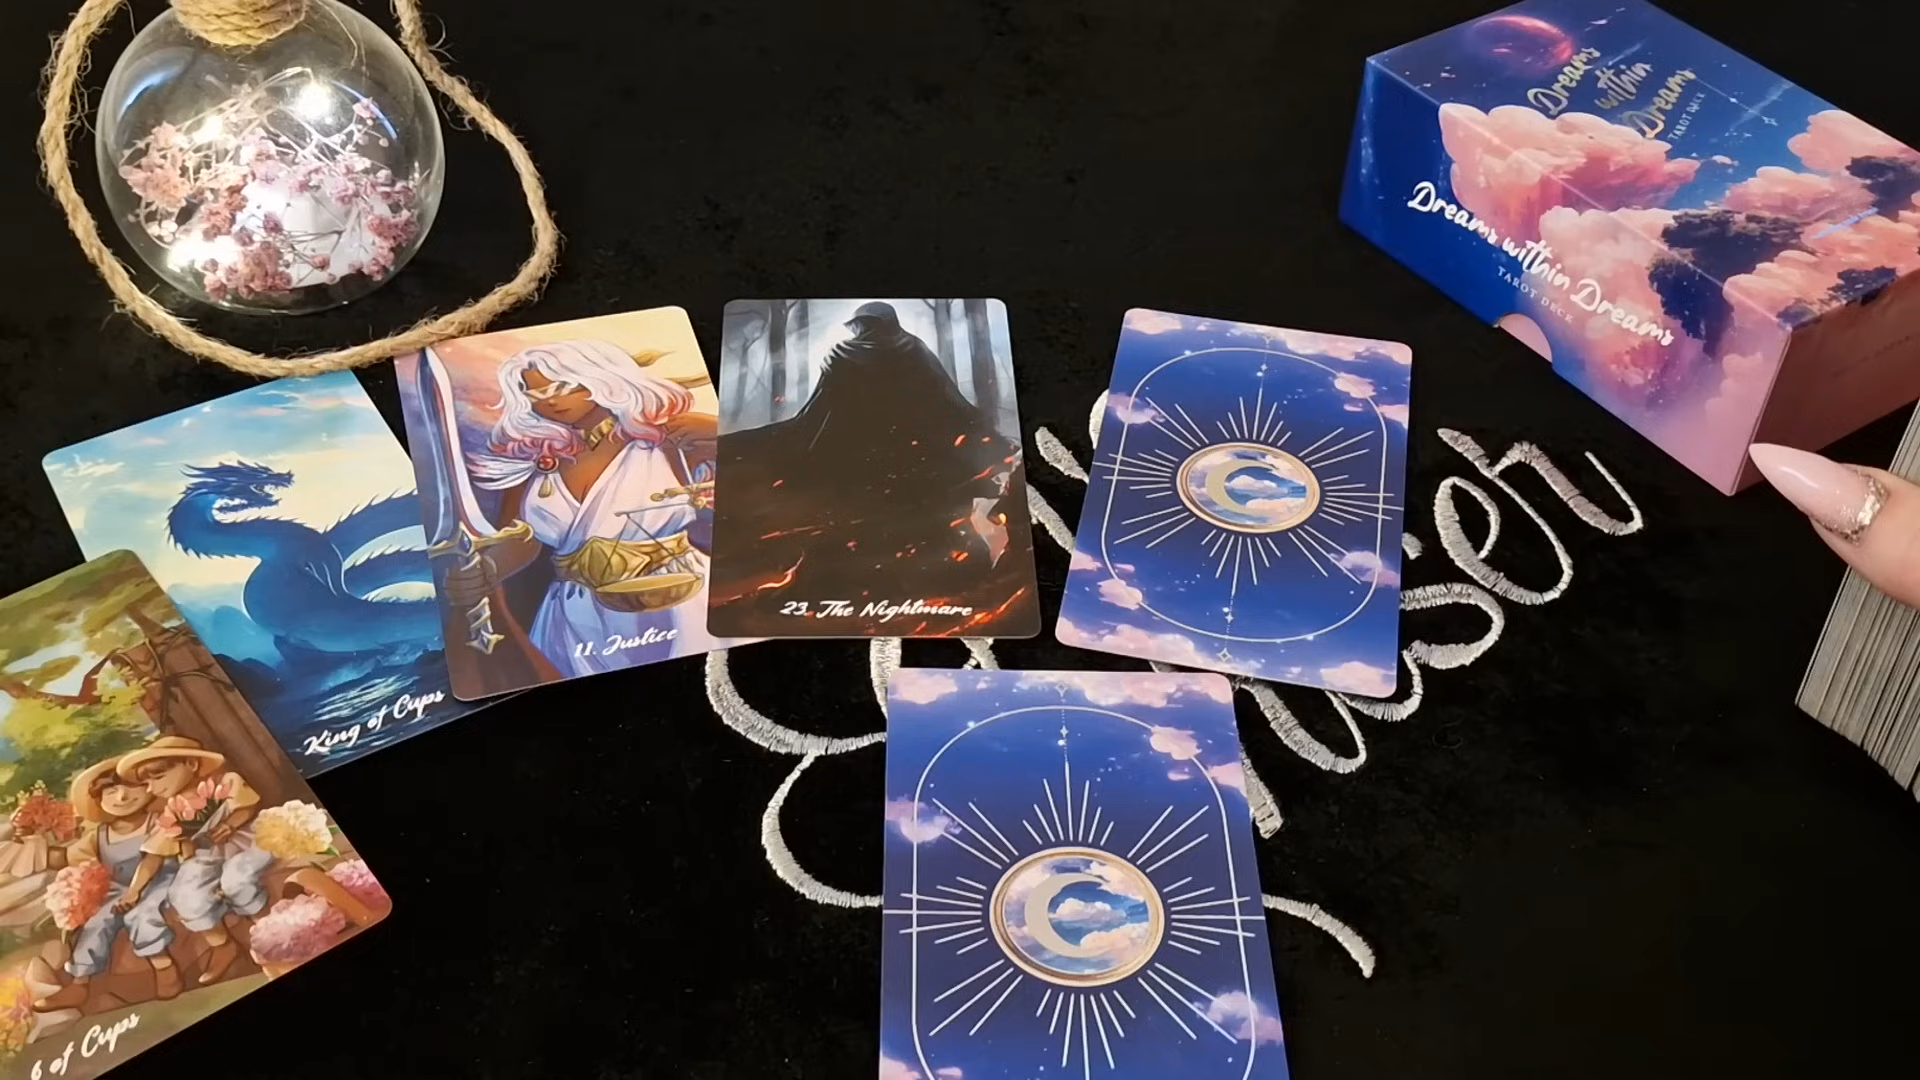 Dreams
within
Dreams
TAROT DECK
Dreams within Dreams
TAROT DECK
23. The Nightmare
11. Justice
King of Cups
6 of Cups